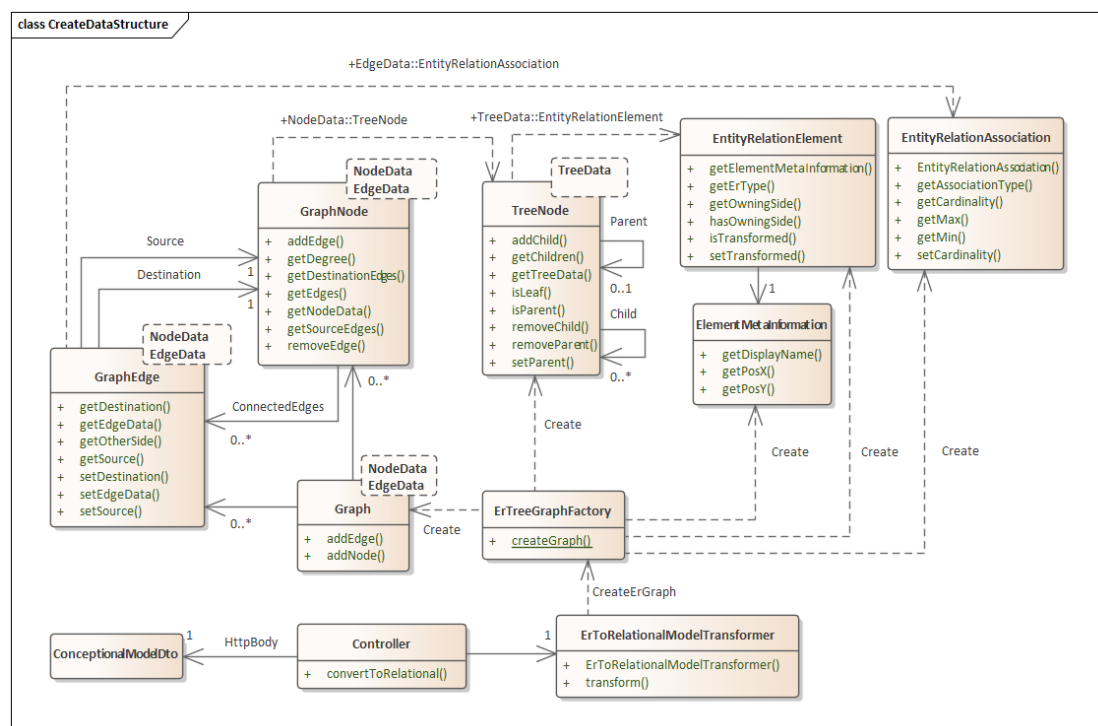 class CreateDataStructure
+EdgeData::EntityRelationAssociation
+NodeData::TreeNode
+TreeData::EntityRelationElement
NodeData
EdgeData
GraphNode
+ addEdge()
+ getDegree()
+ getDestinationEdges()
+ getEdges()
+ getNodeData()
+ getSourceEdges()
+ removeEdge()
TreeData
TreeNode
+ addChild()
+ getChildren()
+ getTreeData()
+ isLeaf()
+ isParent()
+ removeChild()
+ removeParent()
+ setParent()
Parent
0..1
Child
0..*
EntityRelationElement
+ getElementMetaInformation()
+ getErType()
+ getOwningSide()
+ hasOwningSide()
+ isTransformed()
+ setTransformed()
EntityRelationAssociation
+ EntityRelationAssociation()
+ getAssociationType()
+ getCardinality()
+ getMax()
+ getMin()
+ setCardinality()
Source
1
Destination
1
1
ElementMetaInformation
+ getDisplayName()
+ getPosX()
+ getPosY()
NodeData
EdgeData
GraphEdge
+ getDestination()
+ getEdgeData()
+ getOtherSide()
+ getSource()
+ setDestination()
+ setEdgeData()
+ setSource()
ConnectedEdges
0..*
0..*
0..*
NodeData
EdgeData
Graph
+ addEdge()
+ addNode()
Create
Create
Create
Create
Create
ErTreeGraphFactory
+ createGraph()
CreateErGraph
ConceptionalModelDto
1
HttpBody
Controller
+ convertToRelational()
1
ErToRelationalModelTransformer
+ ErToRelationalModelTransformer()
+ transform()